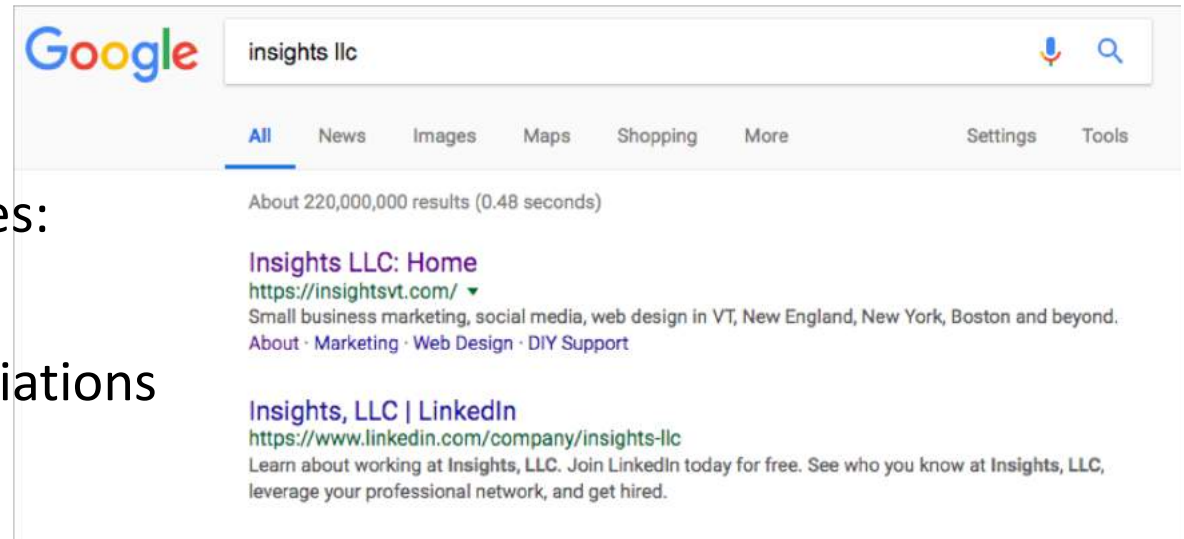 Google
insights llc
All News Images Maps Shopping More Settings Tools
About 220,000,000 results (0.48 seconds)
es:
Insights LLC: Home
https://insightsvt.com/ ▾
Small business marketing, social media, web design in VT, New England, New York, Boston and beyond.
About · Marketing · Web Design · DIY Support
iations
Insights, LLC | LinkedIn
https://www.linkedin.com/company/insights-llc
Learn about working at Insights, LLC. Join LinkedIn today for free. See who you know at Insights, LLC,
leverage your professional network, and get hired.